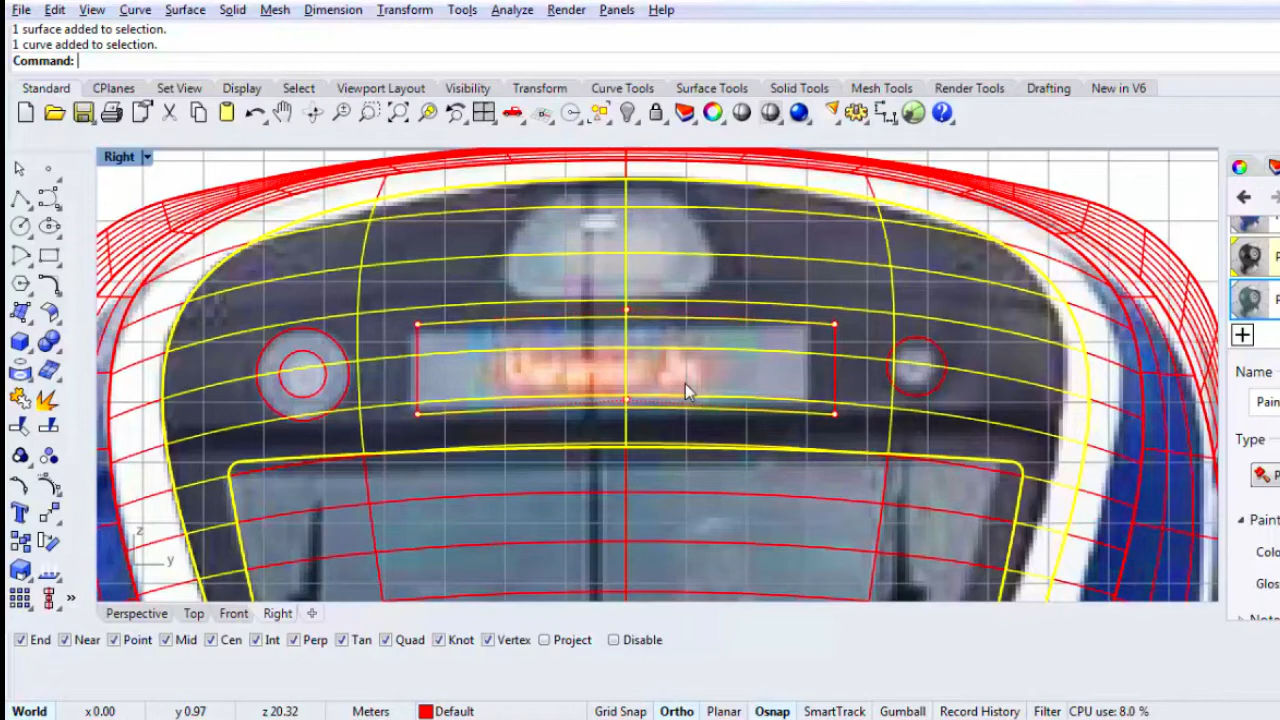 File Edit View Curve Surface Solid Mesh Dimension Transform Tools Analyze Render Panels Help
1 surface added to selection.
1 curve added to selection.
Command:
Standard CPlanes Set View Display Select Viewport Layout Visibility Transform Curve Tools Surface Tools Solid Tools Mesh Tools Render Tools Drafting New in V6
Right
Name
Type
Paint
z
y
Perspective Top Front Right
End Near Point Mid Cen Int Perp Tan Quad Knot Vertex Project Disable
World x 0.00 y 0.97 z 20.32 Meters Default Grid Snap Ortho Planar Osnap SmartTrack Gumball Record History Filter CPU use: 8.0 %